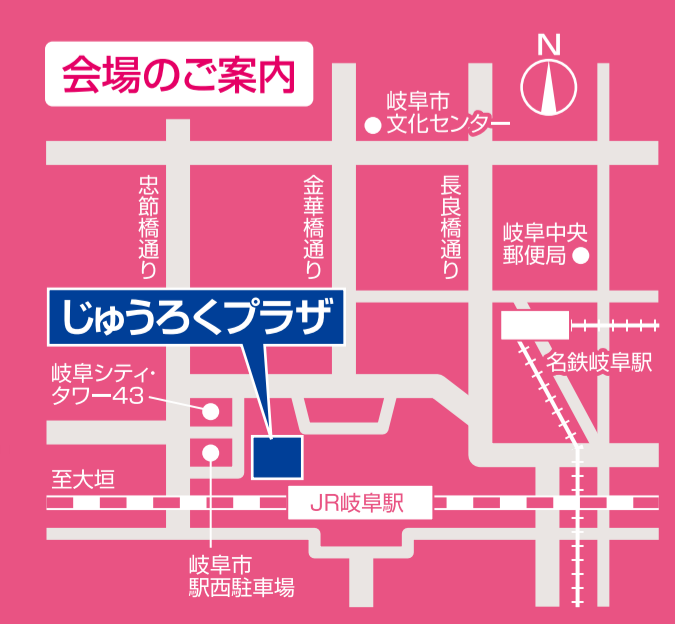 会場のご案内
N
岐阜市
文化センター
忠節橋通り
金華橋通り
長良橋通り
岐阜中央
郵便局
じゅうろくプラザ
名鉄岐阜駅
岐阜シティ・
タワー43
至大垣
JR岐阜駅
岐阜市
駅西駐車場